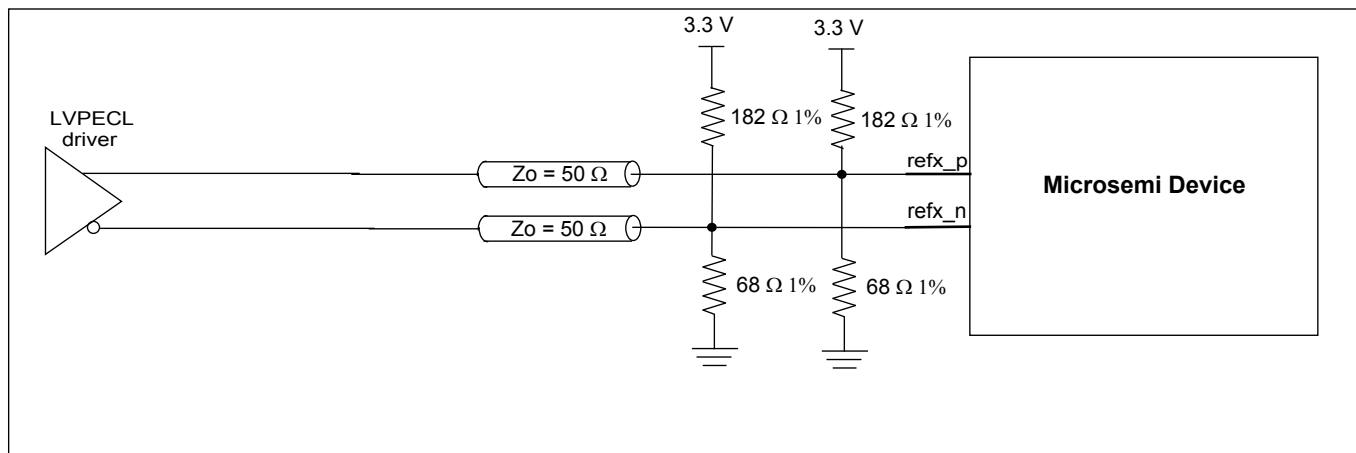 3.3 V
3.3 V
LVPECL
driver
182 Ω 1%
182 Ω 1%
Zo = 50 Ω
refx_p
Microsemi Device
Zo = 50 Ω
refx_n
68 Ω 1%
68 Ω 1%